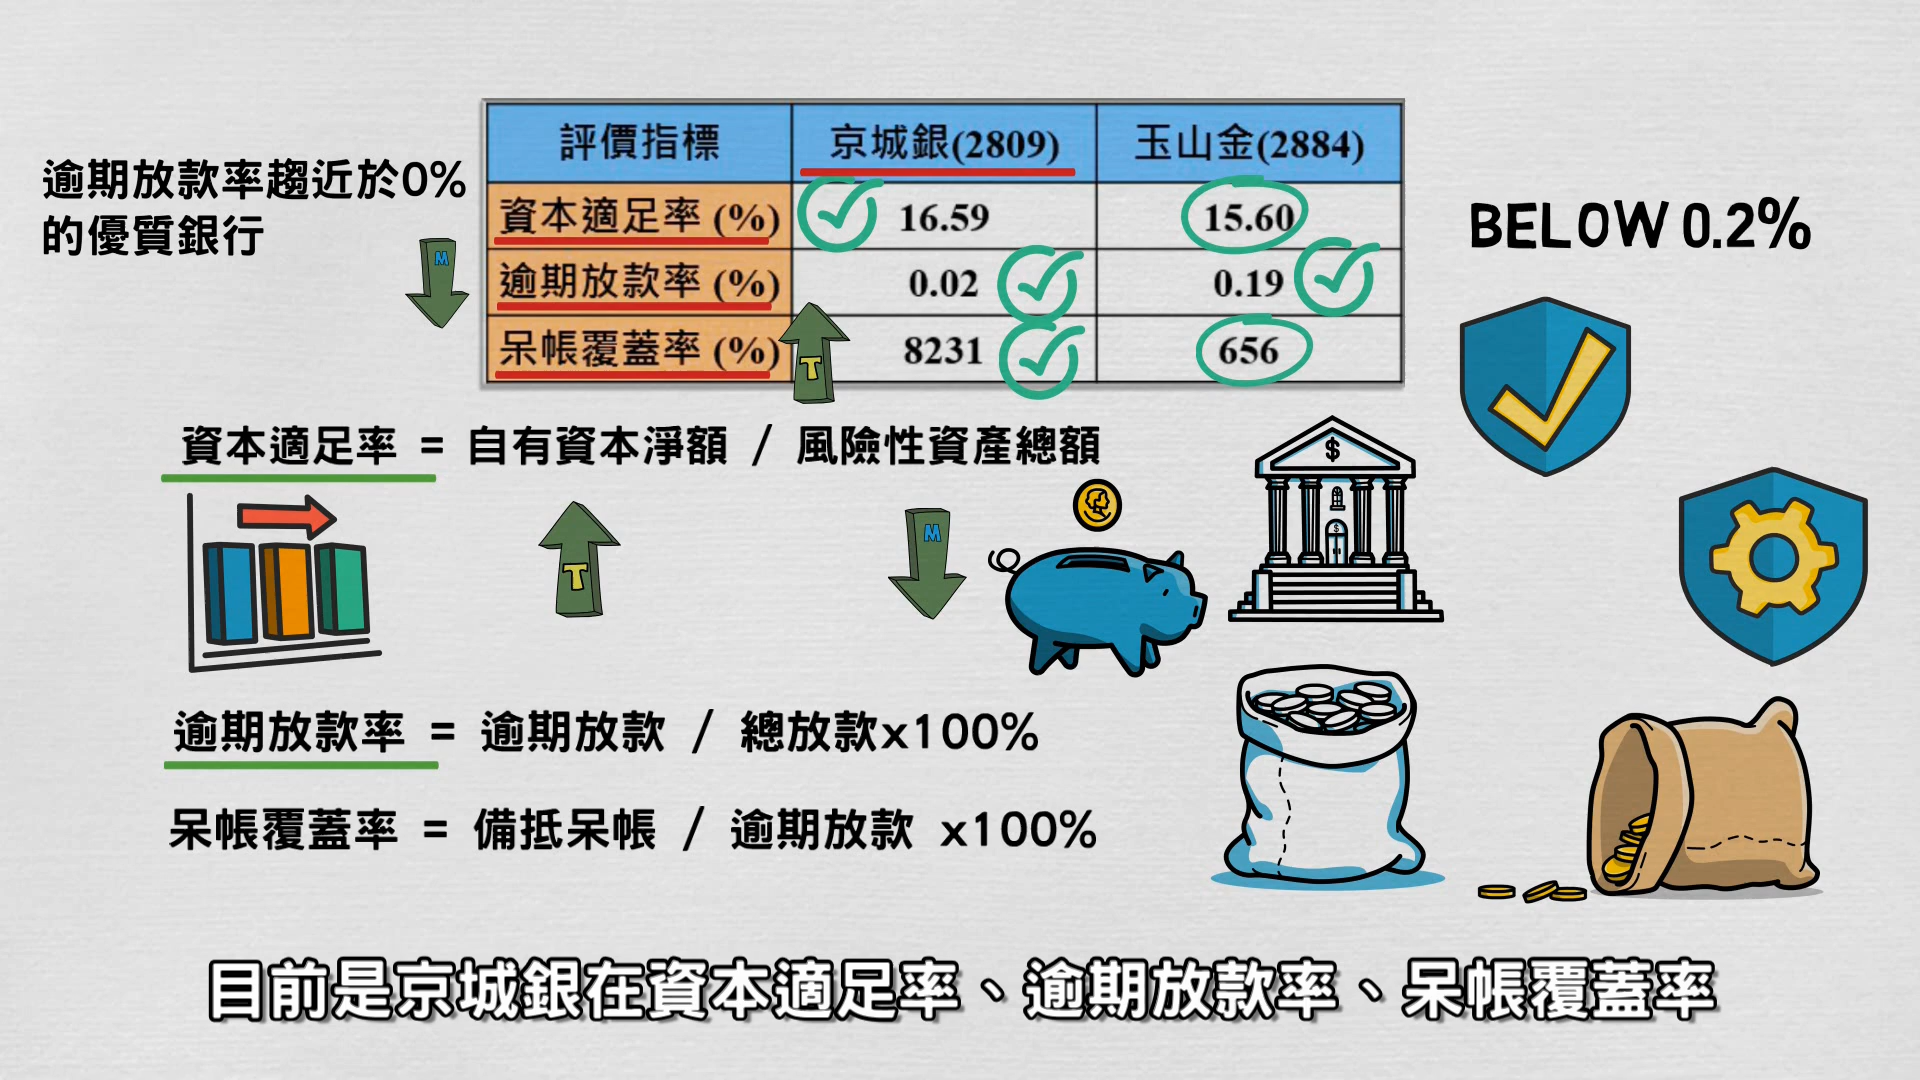 逾期放款率趨近於0%
的優質銀行
評價指標 京城銀(2809) 玉山金(2884)
資本適足率 (%) 16.59 15.60
逾期放款率 (%) 0.02 0.19
呆帳覆蓋率 (%) 8231 656
BELOW 0.2%
M
T
資本適足率 = 自有資本淨額 / 風險性資產總額
T
M
$
$
逾期放款率 = 逾期放款 / 總放款x100%
呆帳覆蓋率 = 備抵呆帳 / 逾期放款 x100%
目前是京城銀在資本適足率、逾期放款率、呆帳覆蓋率